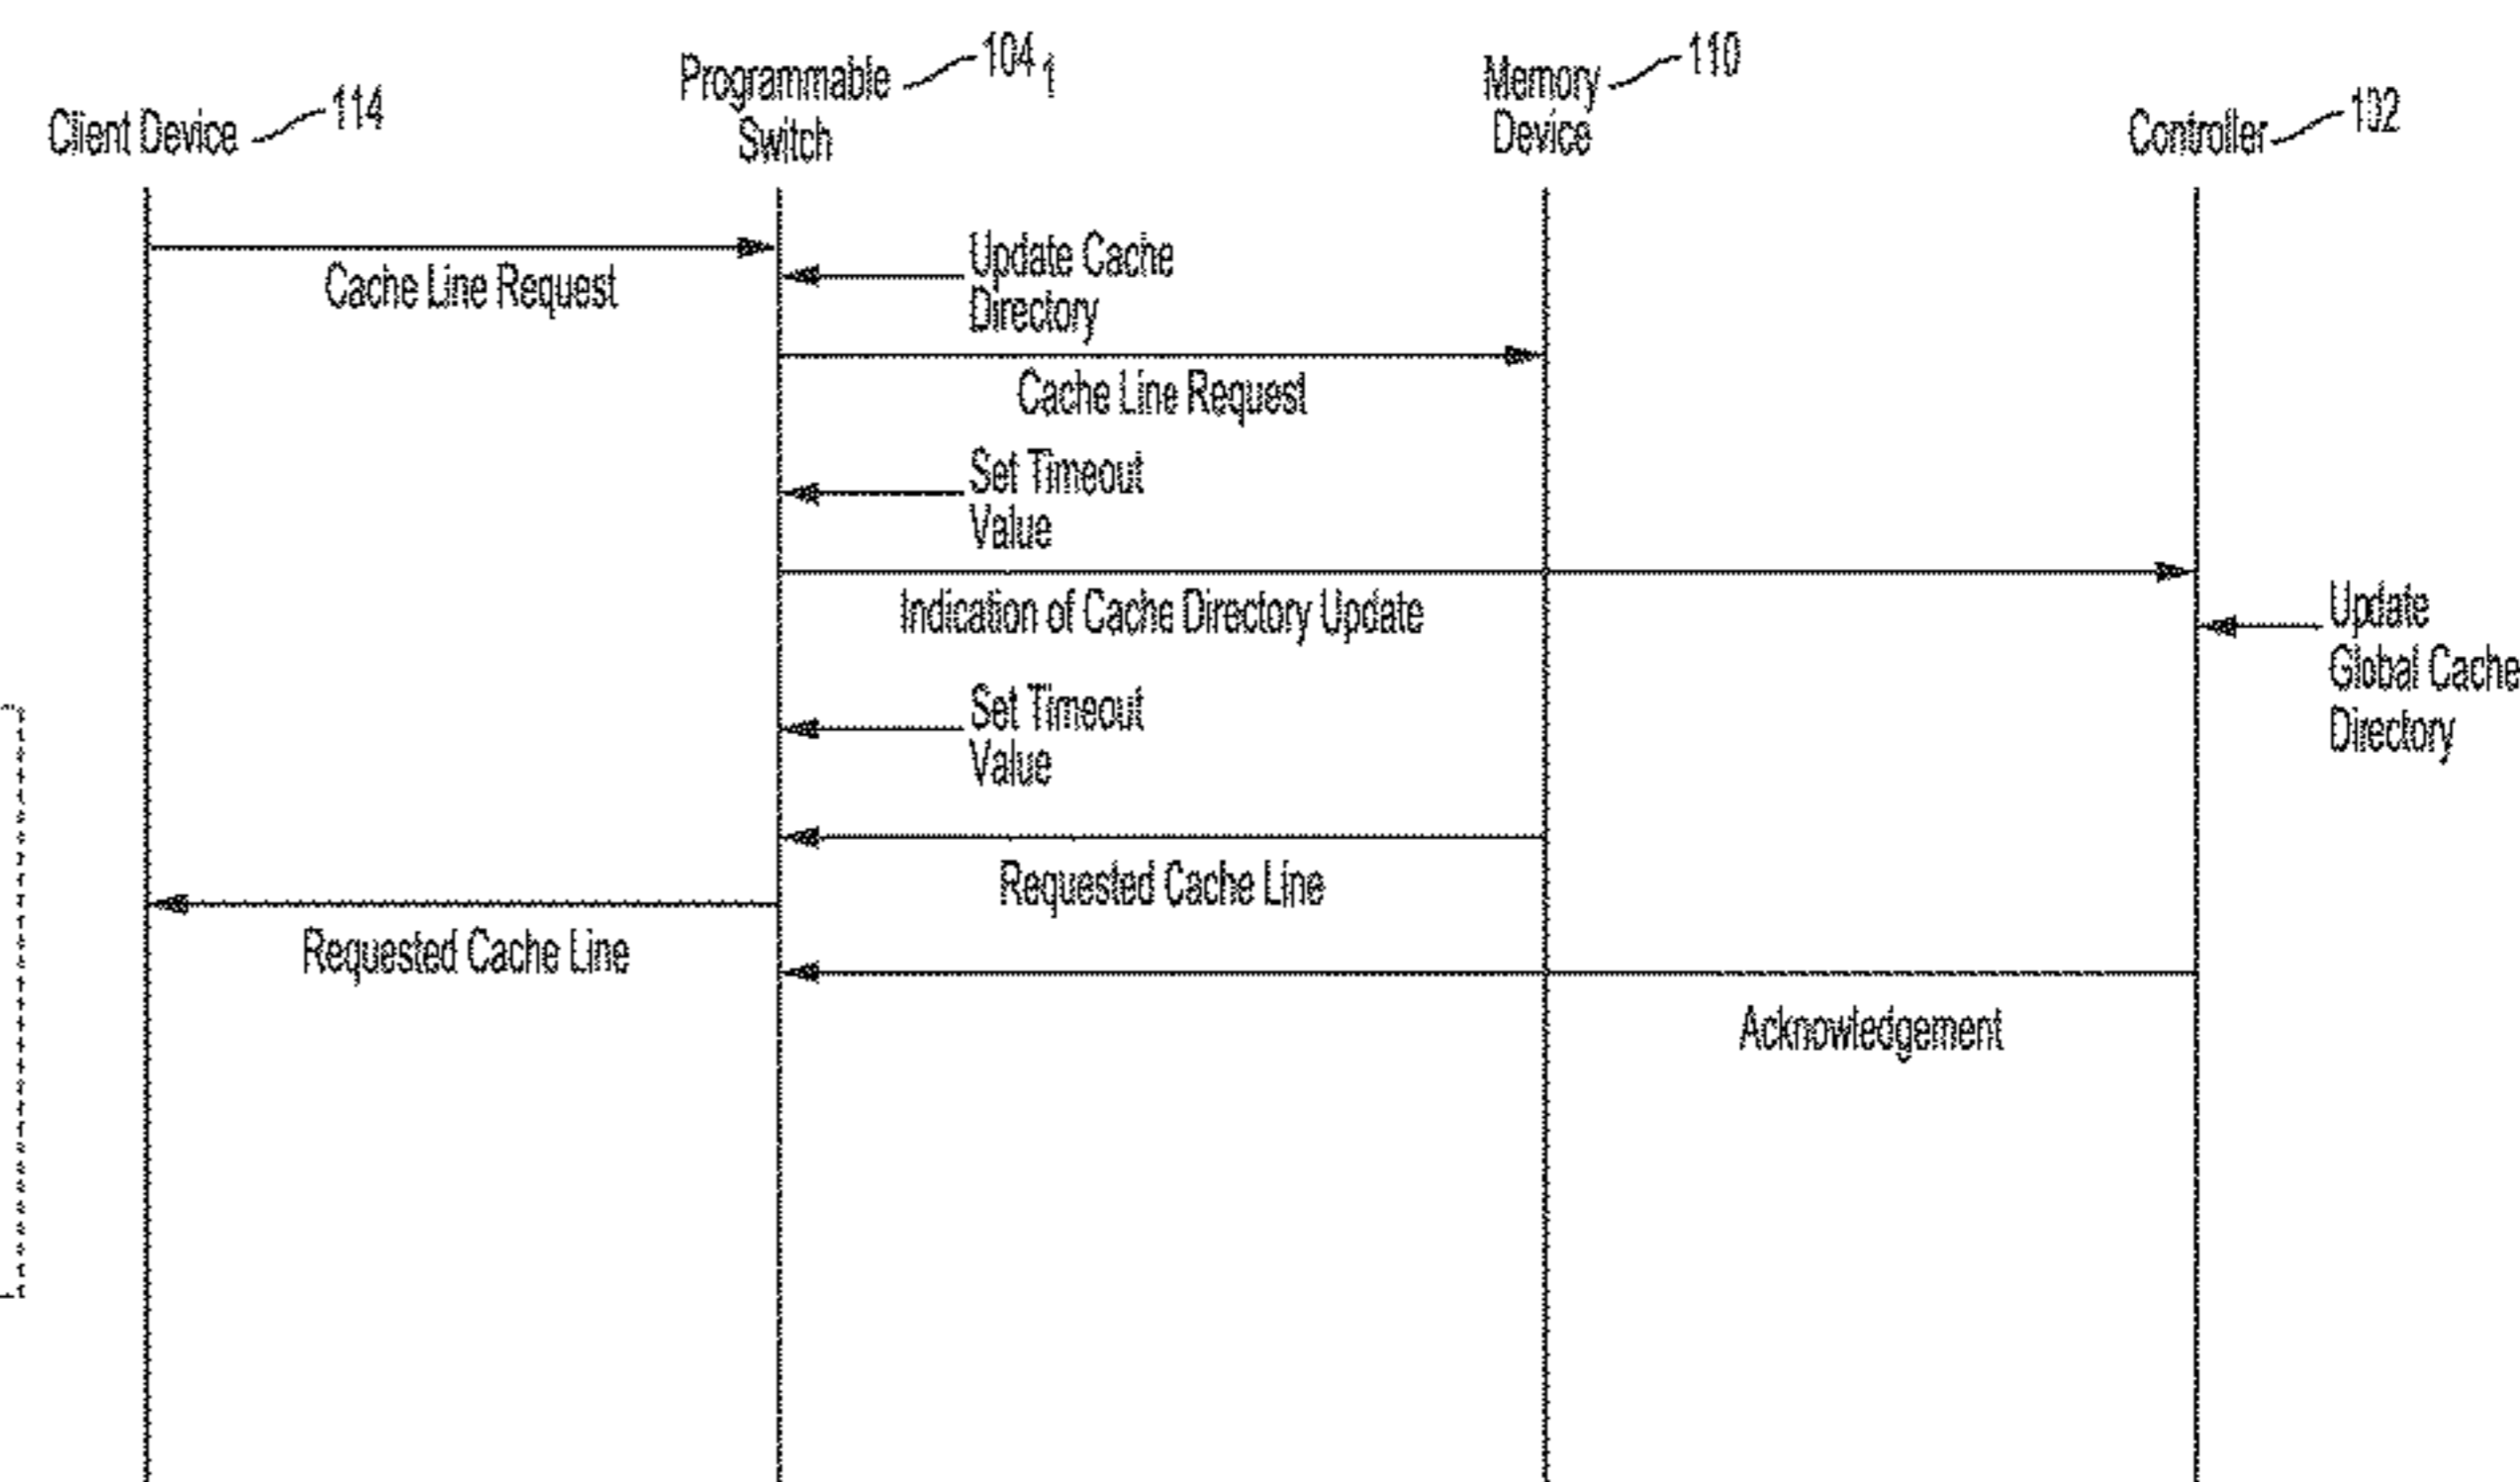 Client Device 114
Programmable
Switch
104 1
Memory
Device
110
Controller 102
Cache Line Request
Update Cache
Directory
Cache Line Request
Set Timeout
Value
Indication of Cache Directory Update
Update
Global Cache
Directory
Set Timeout
Value
Requested Cache Line
Requested Cache Line
Acknowledgement